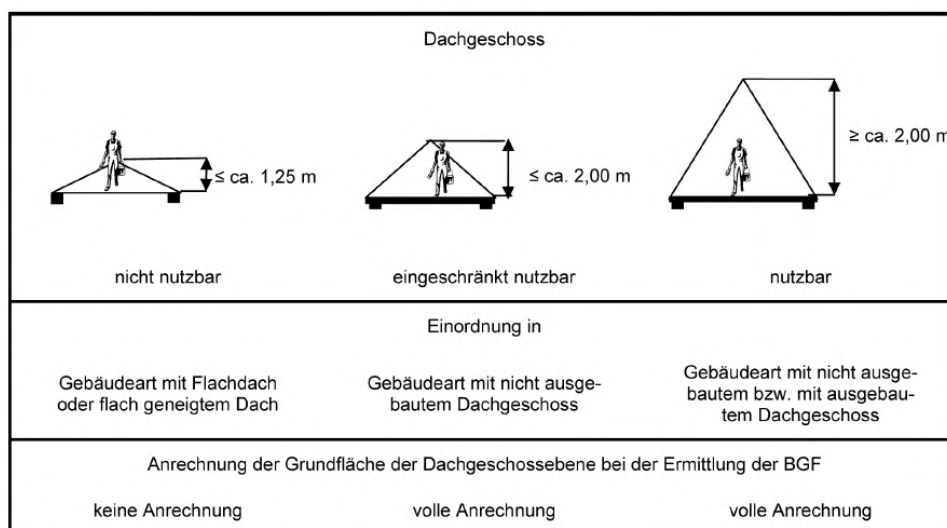 Dachgeschoss
≤ ca. 1,25 m
≤ ca. 2,00 m
≥ ca. 2,00 m
nicht nutzbar
eingeschränkt nutzbar
nutzbar
Einordnung in
Gebäudeart mit Flachdach
oder flach geneigtem Dach
Gebäudeart mit nicht ausge-
bautem Dachgeschoss
Gebäudeart mit nicht ausge-
bautem bzw. mit ausgebau-
tem Dachgeschoss
Anrechnung der Grundfläche der Dachgeschossebene bei der Ermittlung der BGF
keine Anrechnung
volle Anrechnung
volle Anrechnung